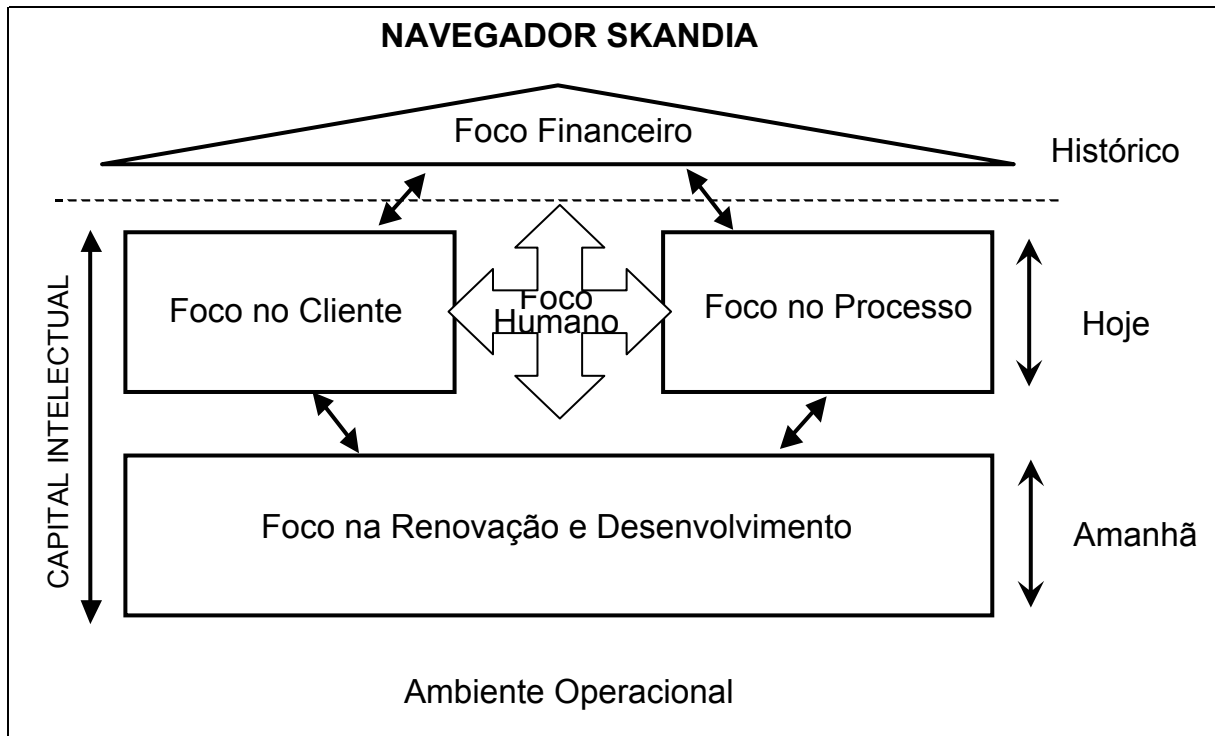 NAVEGADOR SKANDIA
Foco Financeiro
Histórico
CAPITAL INTELECTUAL
Foco no Cliente
Foco
Humano
Foco no Processo
Hoje
Foco na Renovação e Desenvolvimento
Amanhã
Ambiente Operacional